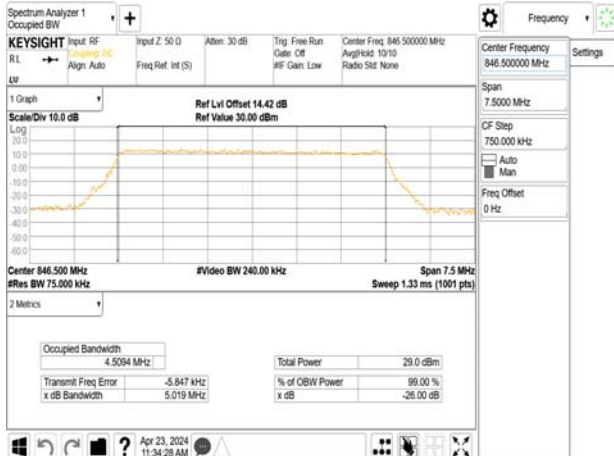 Spectrum Analyzer 1
Occupied BW
Frequency
KEYSIGHT
RL
Input: RF
Coupling: DC
Align: Auto
Input Z: 50 Ω
Freq Ref: Int (S)
Atten: 30 dB
Trig: Free Run
Gate: Off
#IF Gain: Low
Center Freq: 846.500000 MHz
Avg|Hold: 10/10
Radio Std: None
Center Frequency
846.500000 MHz
Settings
Span
7.5000 MHz
CF Step
750.000 kHz
Auto
Man
Freq Offset
0 Hz
1 Graph
Scale/Div 10.0 dB
Ref Lvl Offset 14.42 dB
Ref Value 30.00 dBm
Log
20.0
10.0
0.00
-10.0
-20.0
-30.0
-40.0
-50.0
-60.0
Center 846.500 MHz
#Res BW 75.000 kHz
#Video BW 240.00 kHz
Span 7.5 MHz
Sweep 1.33 ms (1001 pts)
2 Metrics
Occupied Bandwidth
4.5094 MHz
Total Power 29.0 dBm
Transmit Freq Error -5.847 kHz
% of OBW Power 99.00 %
x dB Bandwidth 5.019 MHz
x dB -26.00 dB
?
Apr 23, 2024
11:34:28 AM